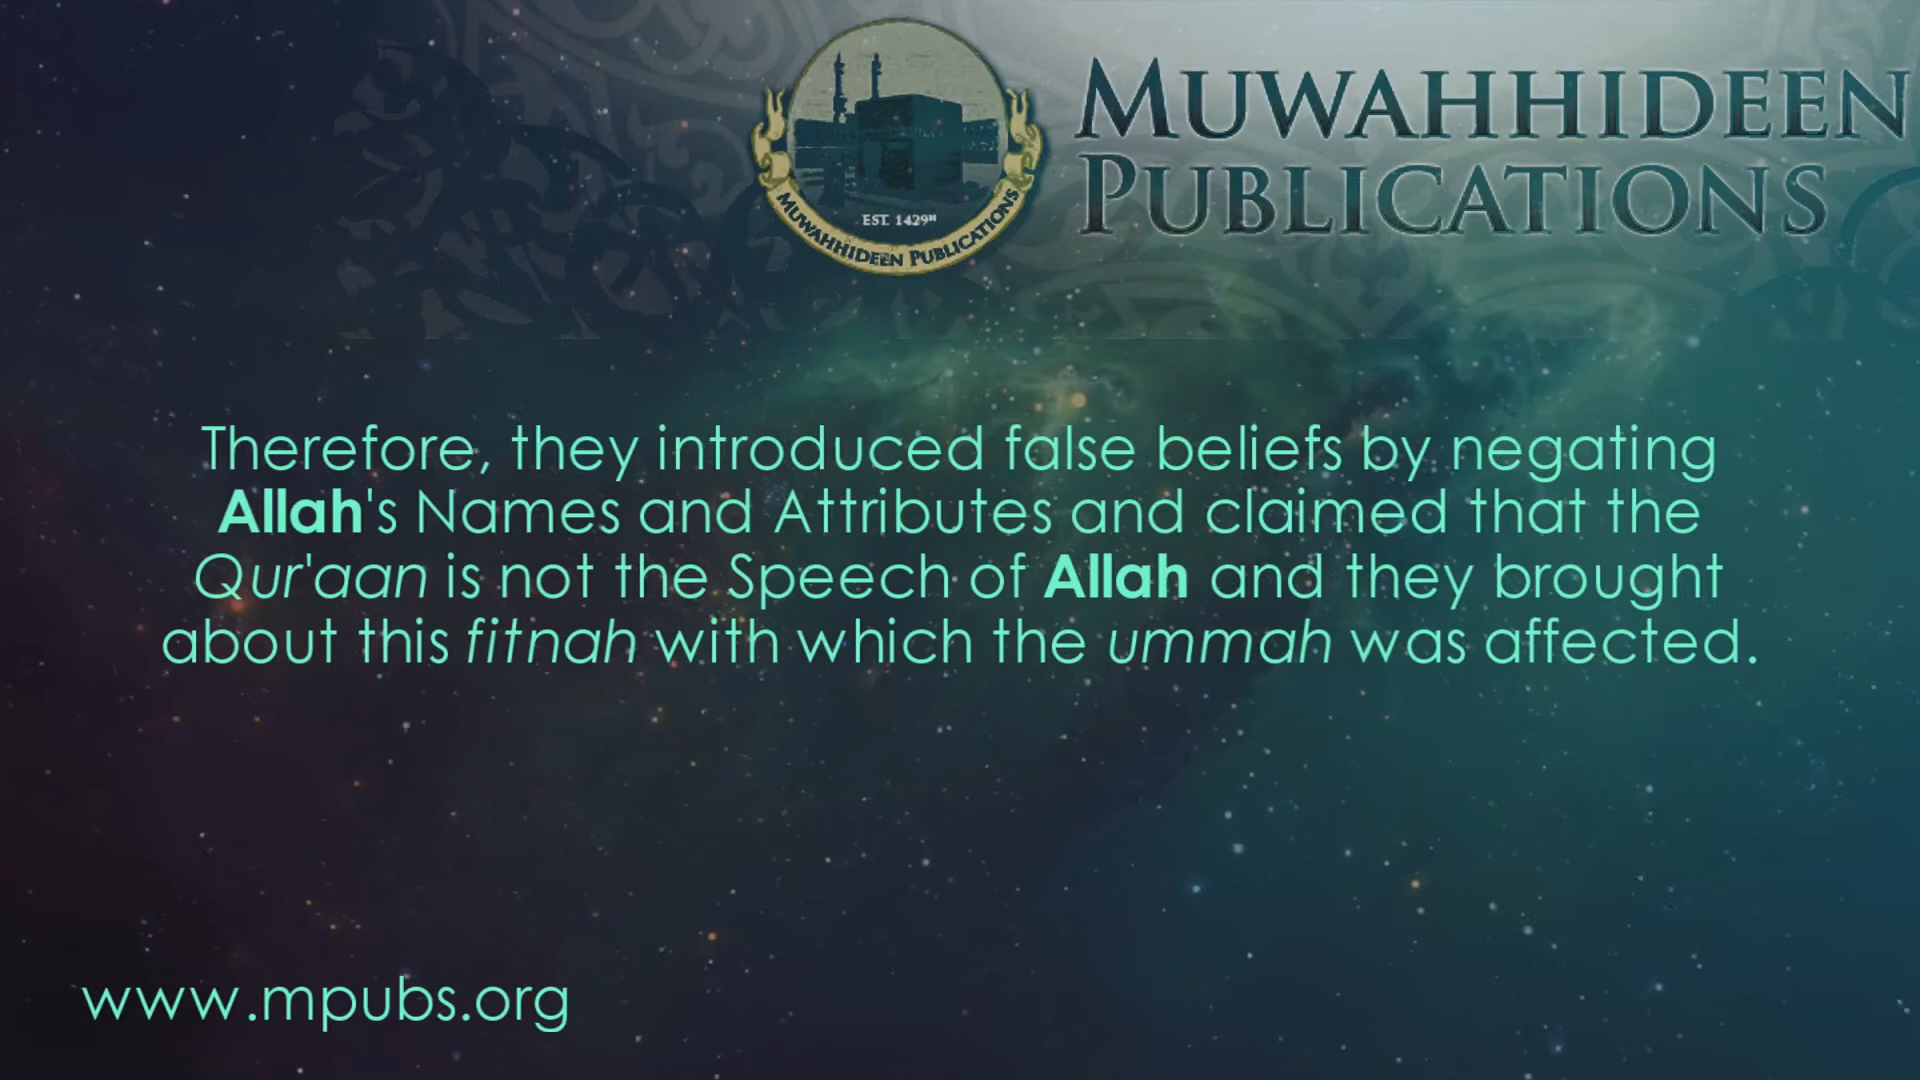 MUWAHHIDEEN
PUBLICATIONS
EST. 1429H
MUWAHHIDEEN PUBLICATIONS
Therefore, they introduced false beliefs by negating
Allah's Names and Attributes and claimed that the
Qur'aan is not the Speech of Allah and they brought
about this fitnah with which the ummah was affected.
www.mpubs.org